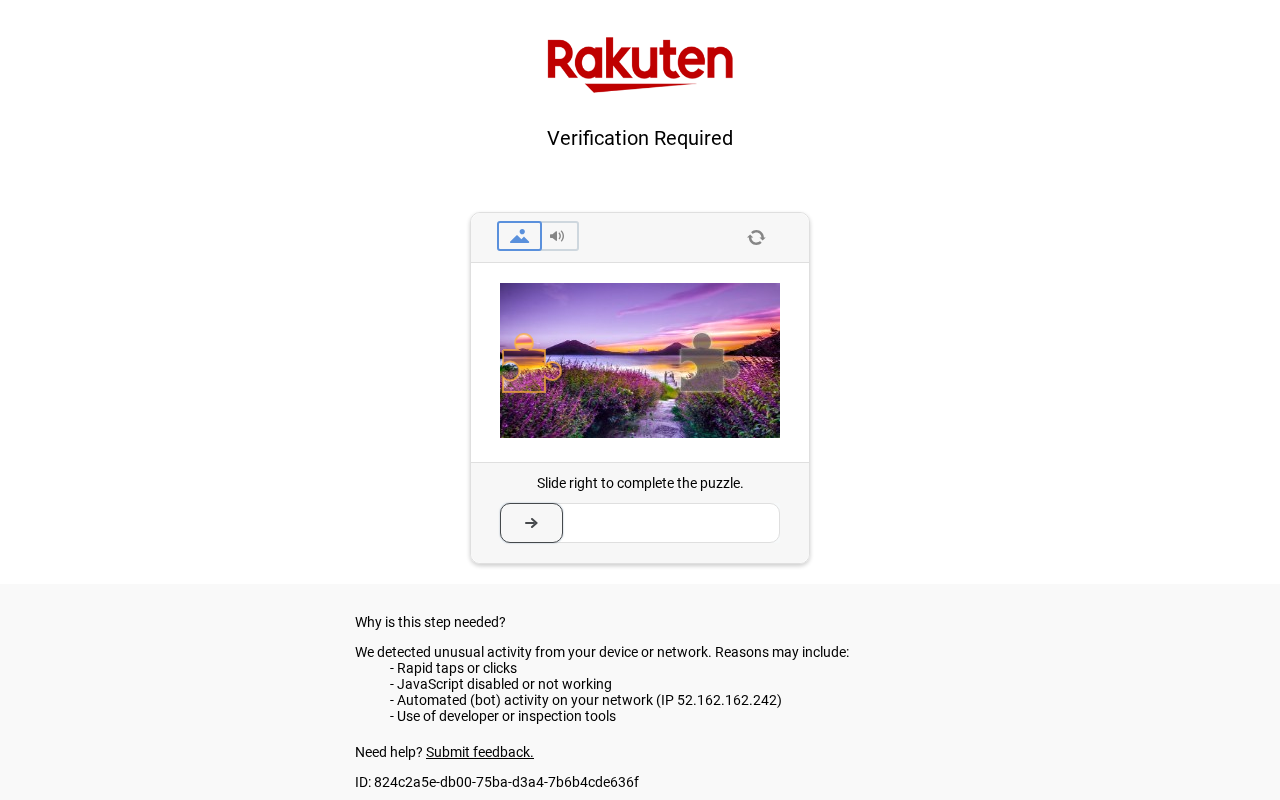 Rakuten
Verification Required
Slide right to complete the puzzle.
Why is this step needed?
We detected unusual activity from your device or network. Reasons may include:
- Rapid taps or clicks
- JavaScript disabled or not working
- Automated (bot) activity on your network (IP 52.162.162.242)
- Use of developer or inspection tools
Need help? Submit feedback.
ID: 824c2a5e-db00-75ba-d3a4-7b6b4cde636f